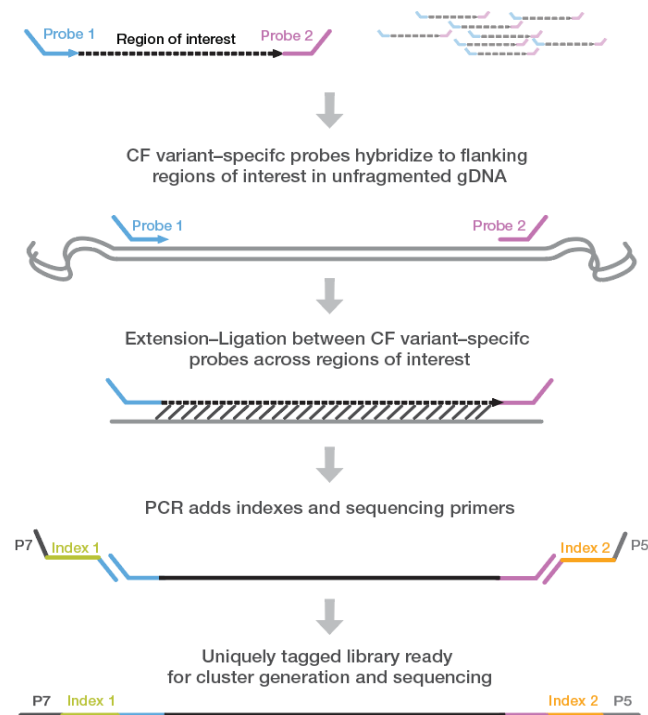 Probe 1 Region of interest Probe 2
CF variant–specifc probes hybridize to flanking
regions of interest in unfragmented gDNA
Probe 1 Probe 2
Extension–Ligation between CF variant–specifc
probes across regions of interest
PCR adds indexes and sequencing primers
P7 Index 1 Index 2 P5
Uniquely tagged library ready
for cluster generation and sequencing
P7 Index 1 Index 2 P5